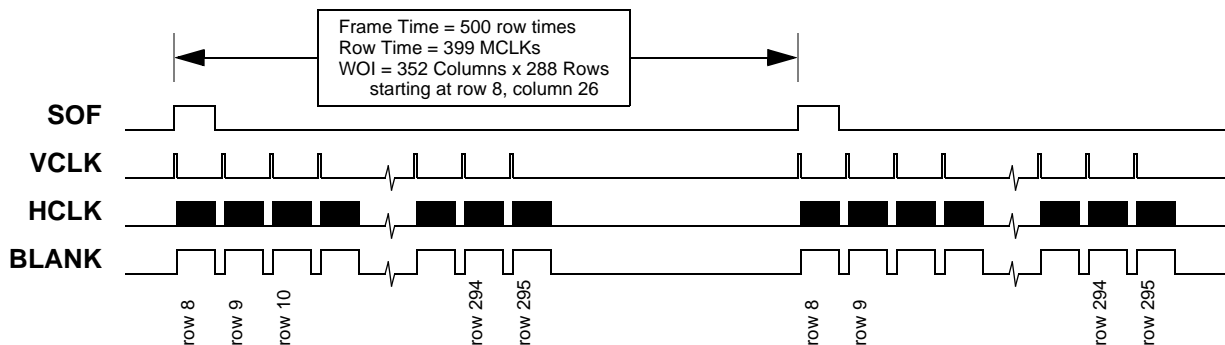 Frame Time = 500 row times
Row Time = 399 MCLKs
WOI = 352 Columns x 288 Rows
starting at row 8, column 26
SOF
VCLK
HCLK
BLANK
row 8
row 9
row 10
row 294
row 295
row 8
row 9
row 294
row 295